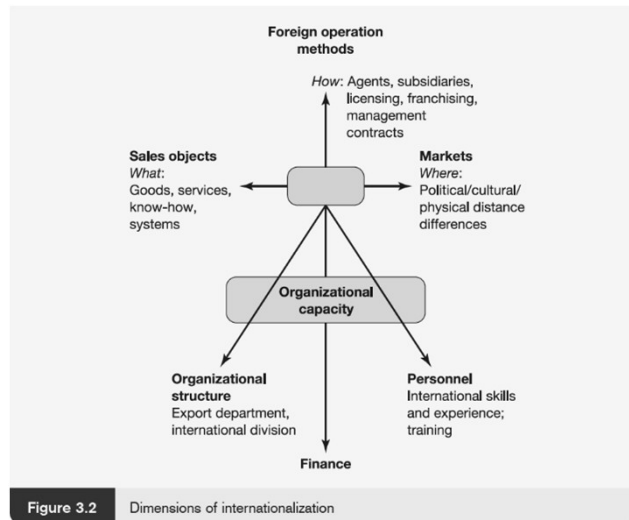 Foreign operation
methods
How: Agents, subsidiaries,
licensing, franchising,
management
contracts
Sales objects
What:
Goods, services,
know-how,
systems
Markets
Where:
Political/cultural/
physical distance
differences
Organizational
capacity
Organizational
structure
Export department,
international division
Personnel
International skills
and experience;
training
Finance
Figure 3.2 Dimensions of internationalization